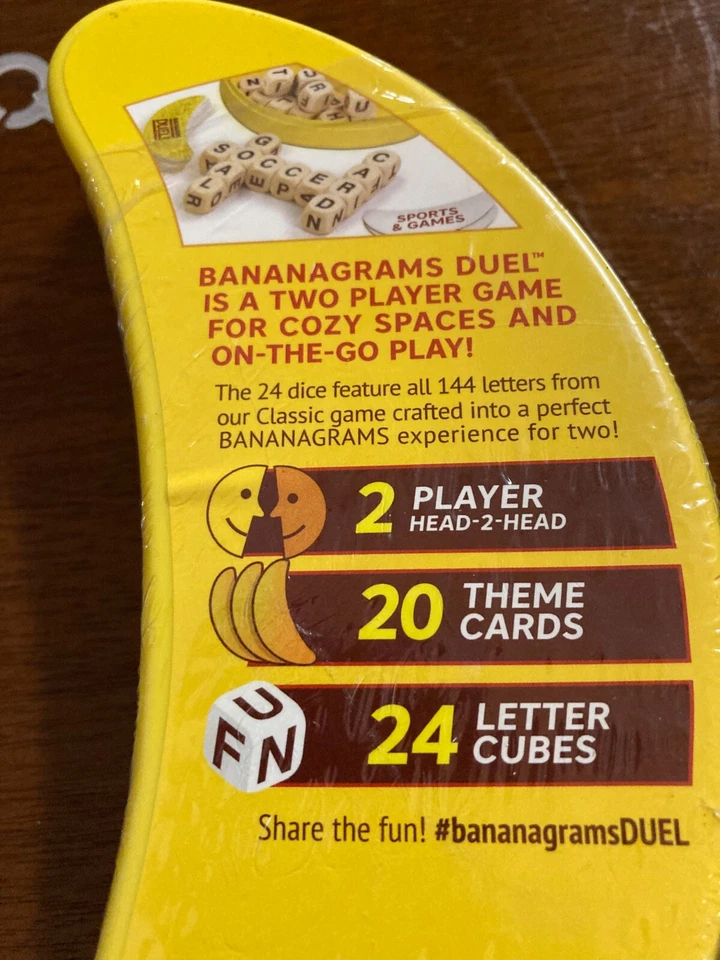 SOCCER
SPORTS
& GAMES
BANANAGRAMS DUEL™
IS A TWO PLAYER GAME
FOR COZY SPACES AND
ON-THE-GO PLAY!
The 24 dice feature all 144 letters from
our Classic game crafted into a perfect
BANANAGRAMS experience for two!
2 PLAYER
HEAD-2-HEAD
20 THEME
CARDS
U
F N
24 LETTER
CUBES
Share the fun! #bananagramsDUEL